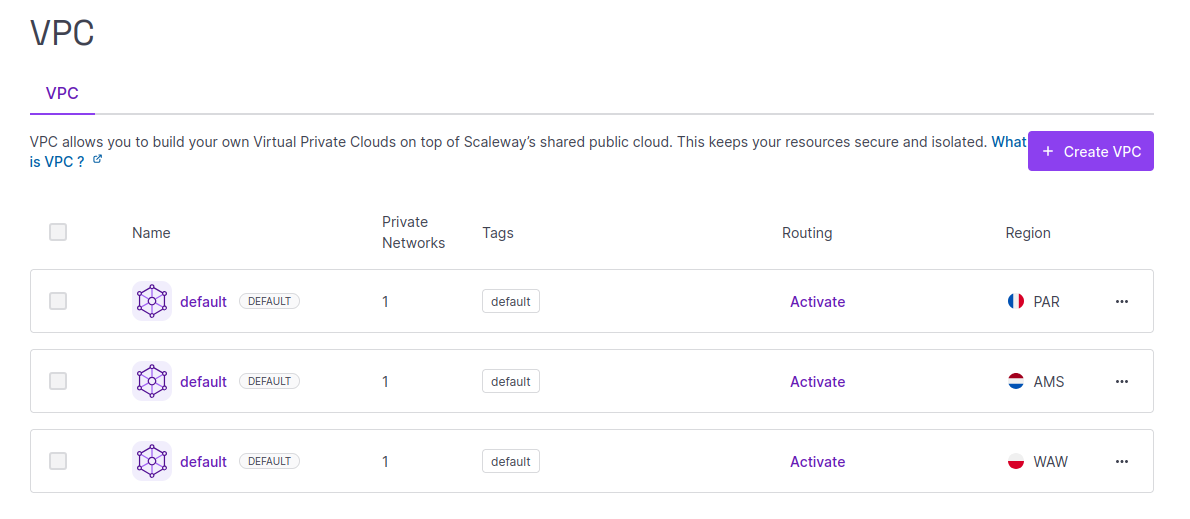 VPC
VPC
VPC allows you to build your own Virtual Private Clouds on top of Scaleway’s shared public cloud. This keeps your resources secure and isolated. What
is VPC ?
+ Create VPC
Name Private Networks Tags Routing Region
default DEFAULT 1 default Activate PAR ···
default DEFAULT 1 default Activate AMS ···
default DEFAULT 1 default Activate WAW ···